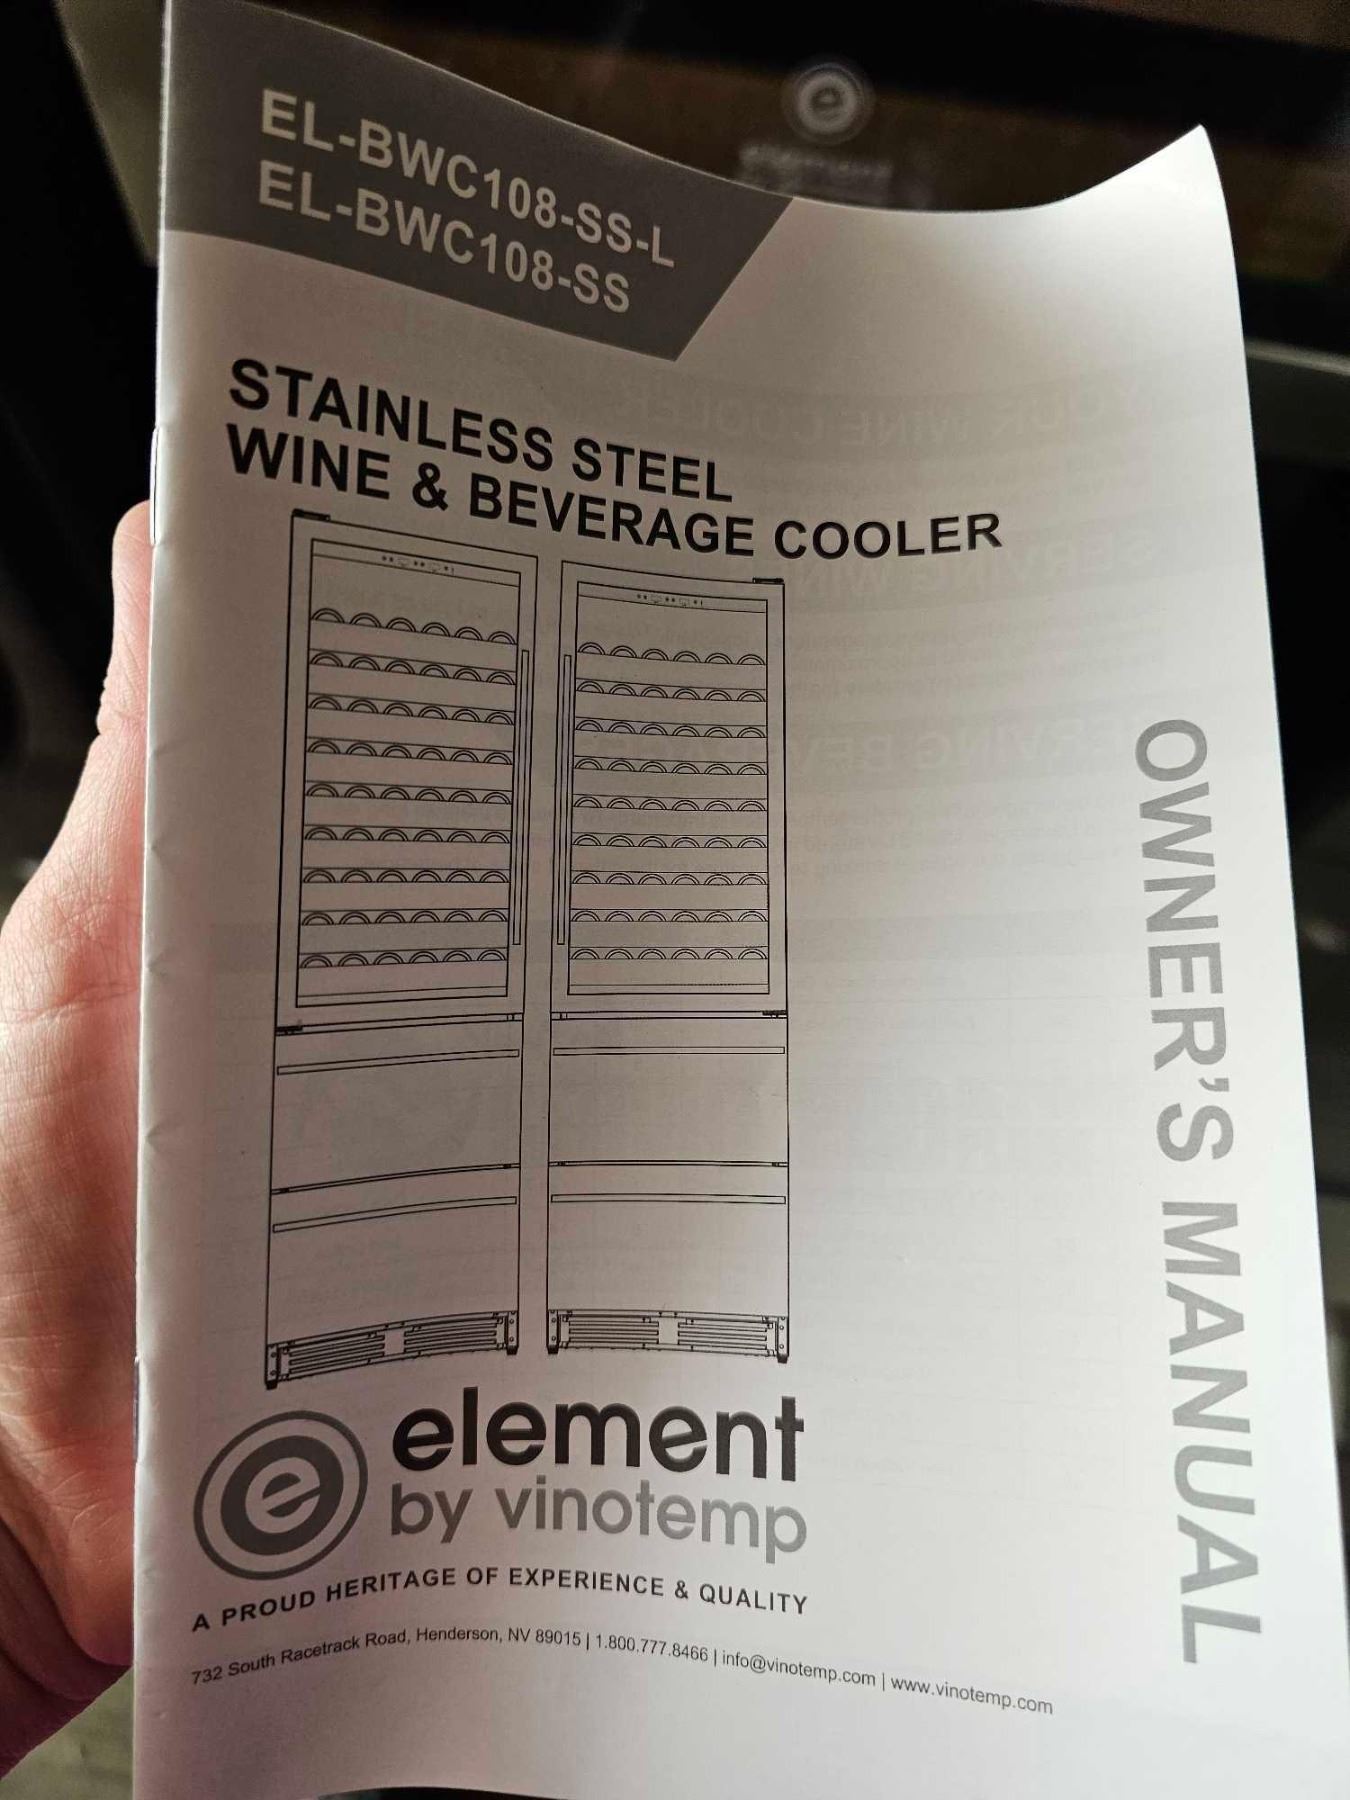 EL-BWC108-SS-L
EL-BWC108-SS
STAINLESS STEEL
WINE & BEVERAGE COOLER
OWNER'S MANUAL
e element
by vinotemp
A PROUD HERITAGE OF EXPERIENCE & QUALITY
732 South Racetrack Road, Henderson, NV 89015 | 1.800.777.8466 | info@vinotemp.com | www.vinotemp.com